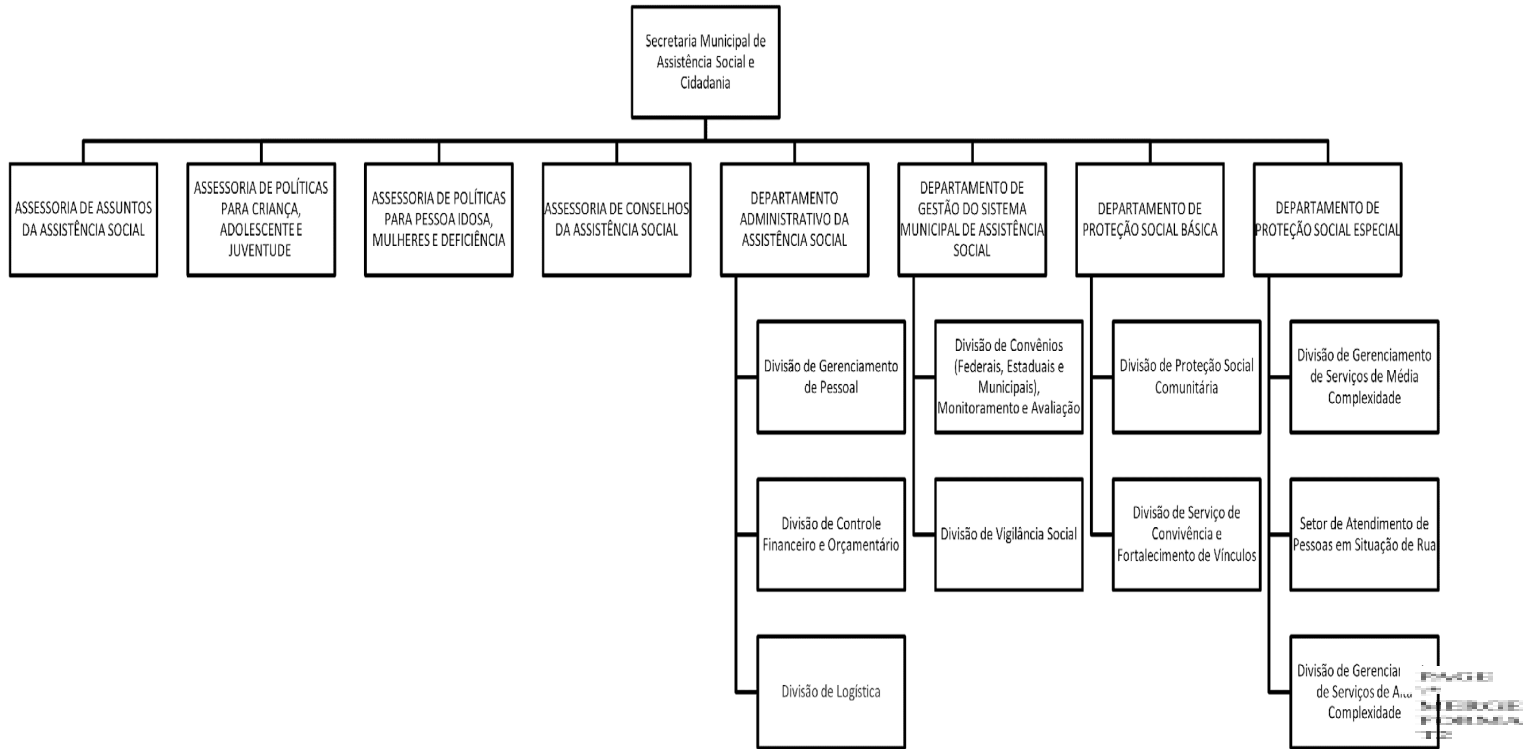 Secretaria Municipal de
Assistência Social e
Cidadania
ASSESSORIA DE ASSUNTOS
DA ASSISTÊNCIA SOCIAL
ASSESSORIA DE POLÍTICAS
PARA CRIANÇA,
ADOLESCENTE E
JUVENTUDE
ASSESSORIA DE POLÍTICAS
PARA PESSOA IDOSA,
MULHERES E DEFICIÊNCIA
ASSESSORIA DE CONSELHOS
DA ASSISTÊNCIA SOCIAL
DEPARTAMENTO
ADMINISTRATIVO DA
ASSISTÊNCIA SOCIAL
DEPARTAMENTO DE
GESTÃO DO SISTEMA
MUNICIPAL DE ASSISTÊNCIA
SOCIAL
DEPARTAMENTO DE
PROTEÇÃO SOCIAL BÁSICA
DEPARTAMENTO DE
PROTEÇÃO SOCIAL ESPECIAL
Divisão de Gerenciamento
de Pessoal
Divisão de Convênios
(Federais, Estaduais e
Municipais),
Monitoramento e Avaliação
Divisão de Proteção Social
Comunitária
Divisão de Gerenciamento
de Serviços de Média
Complexidade
Divisão de Controle
Financeiro e Orçamentário
Divisão de Vigilância Social
Divisão de Serviço de
Convivência e
Fortalecimento de Vínculos
Setor de Atendimento de
Pessoas em Situação de Rua
Divisão de Logística
Divisão de
de Serviços de
Complexidade